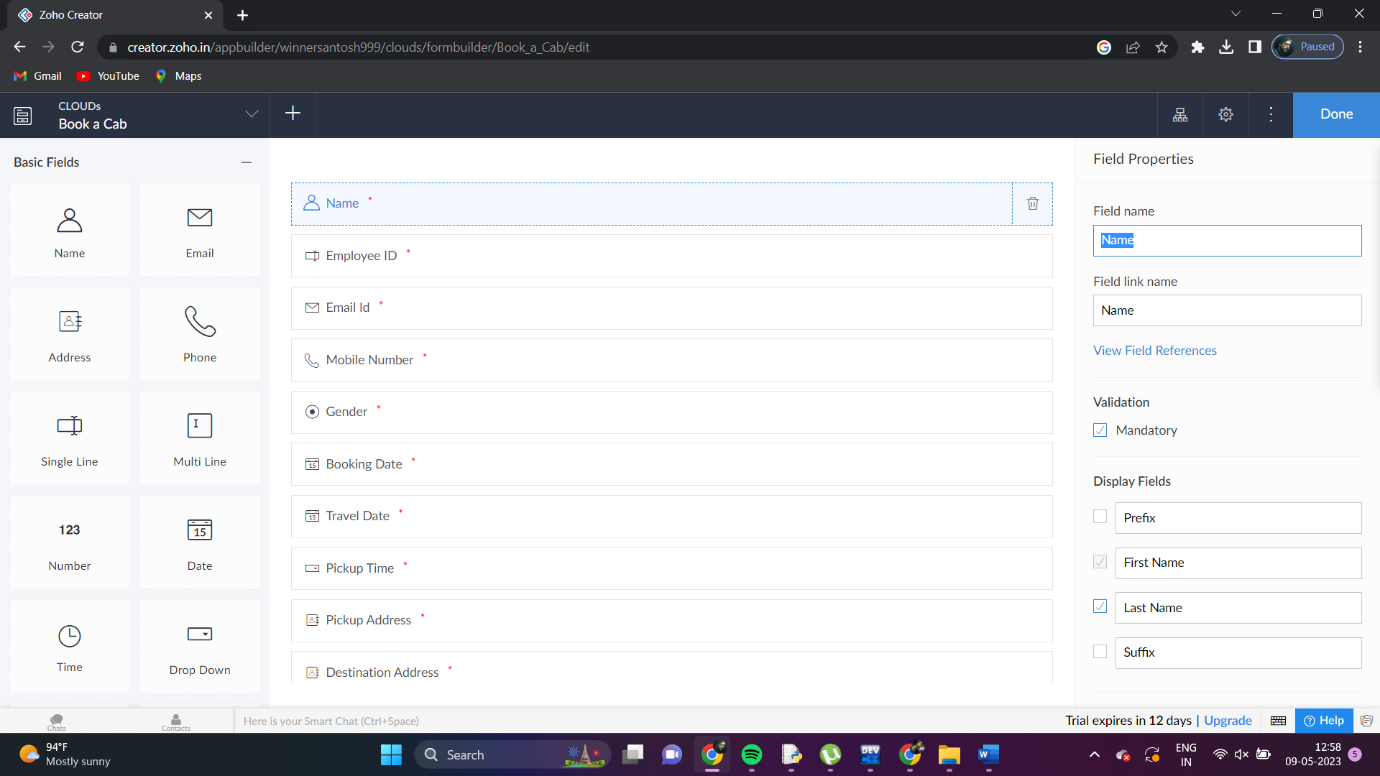 Zoho Creator
creator.zoho.in/appbuilder/winnersantosh999/clouds/formbuilder/Book_a_Cab/edit
Paused
Gmail YouTube Maps
CLOUDs
Book a Cab
Done
Basic Fields
Name Email
Address Phone
Single Line Multi Line
123 15
Number Date
Time Drop Down
Name *
Employee ID *
Email Id *
Mobile Number *
Gender *
15 Booking Date *
15 Travel Date *
Pickup Time *
Pickup Address *
Destination Address *
Field Properties
Field name
Name
Field link name
Name
View Field References
Validation
Mandatory
Display Fields
Prefix
First Name
Last Name
Suffix
Chats Contacts Here is your Smart Chat (Ctrl+Space) Trial expires in 12 days | Upgrade Help
94°F
Mostly sunny
Search
DEV
W
ENG
IN
12:58
09-05-2023
5